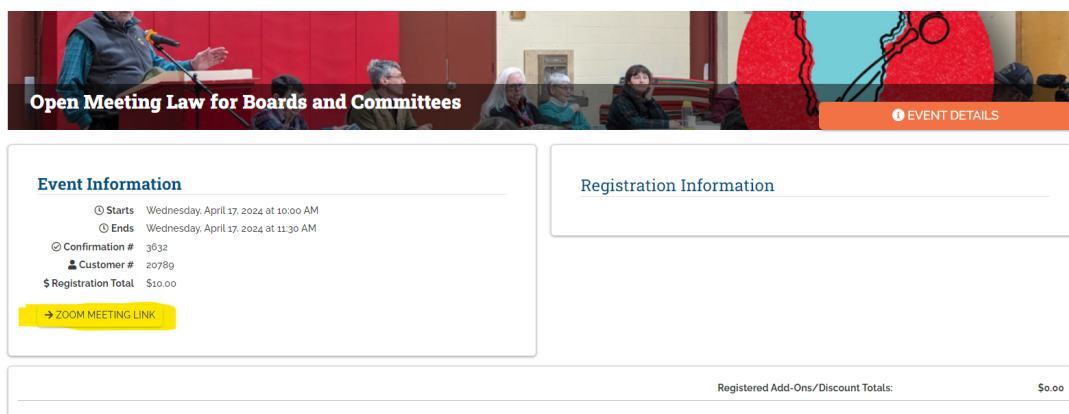 Open Meeting Law for Boards and Committees
EVENT DETAILS
Event Information
Starts Wednesday, April 17, 2024 at 10:00 AM
Ends Wednesday, April 17, 2024 at 11:30 AM
Confirmation # 3632
Customer # 20789
$ Registration Total $10.00
→ ZOOM MEETING LINK
Registration Information
Registered Add-Ons/Discount Totals: $0.00